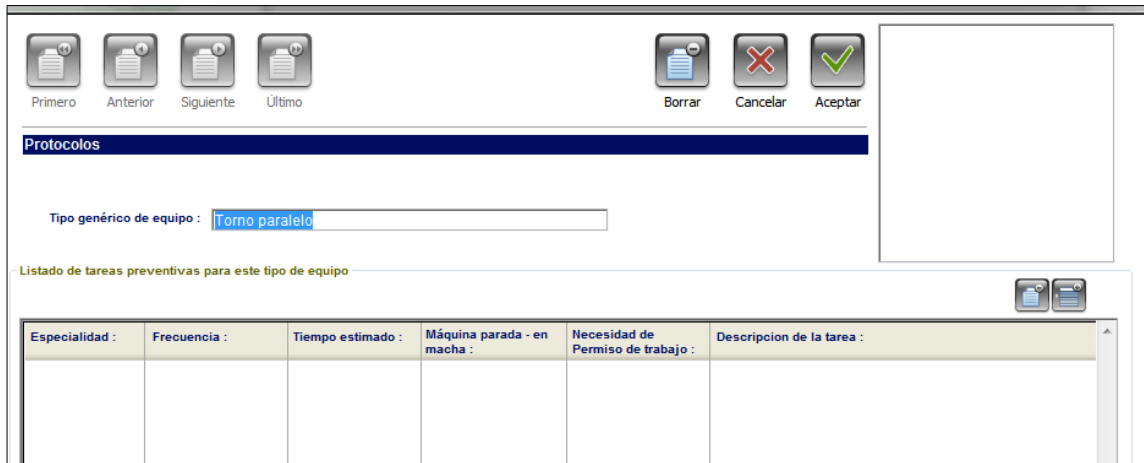 Primero Anterior Siguiente Último Borrar Cancelar Aceptar
Protocolos
Tipo genérico de equipo : Torno paralelo
Listado de tareas preventivas para este tipo de equipo
Especialidad : Frecuencia : Tiempo estimado : Máquina parada - en macha : Necesidad de Permiso de trabajo : Descripcion de la tarea :